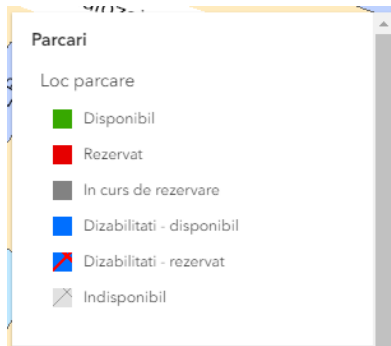 Parcari
Loc parcare
Disponibil
Rezervat
In curs de rezervare
Dizabilitati - disponibil
Dizabilitati - rezervat
Indisponibil